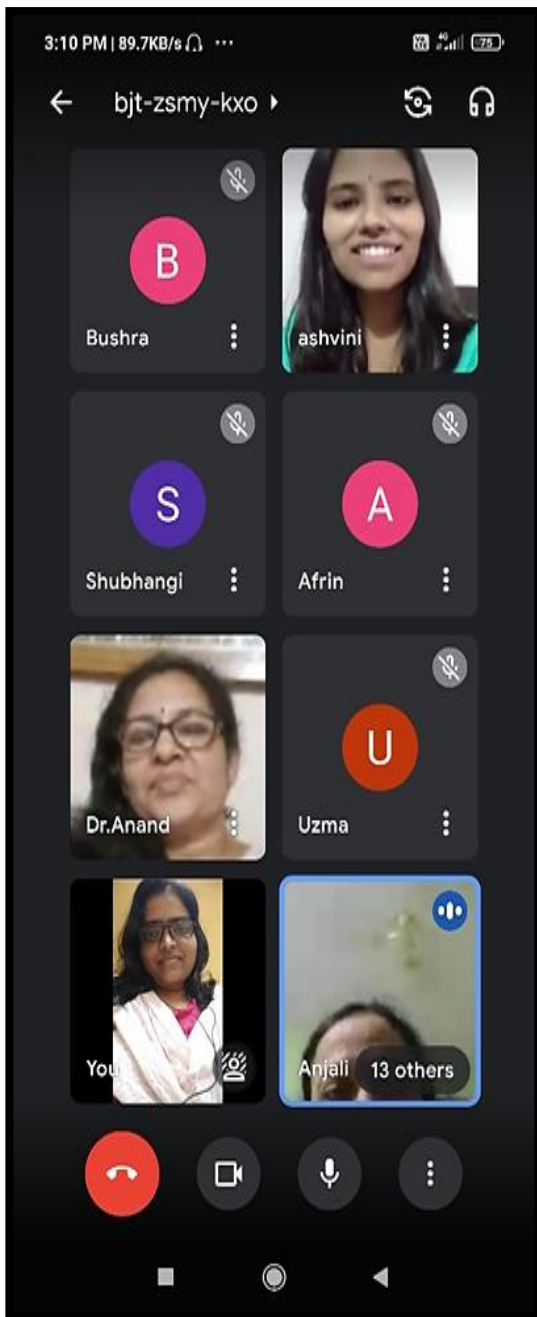 3:10 PM | 89.7KB/s ··· 4G 75
bjt-zsmy-kxo
B
Bushra
ashvini
S
Shubhangi
A
Afrin
Dr.Anand
U
Uzma
You
Anjali 13 others